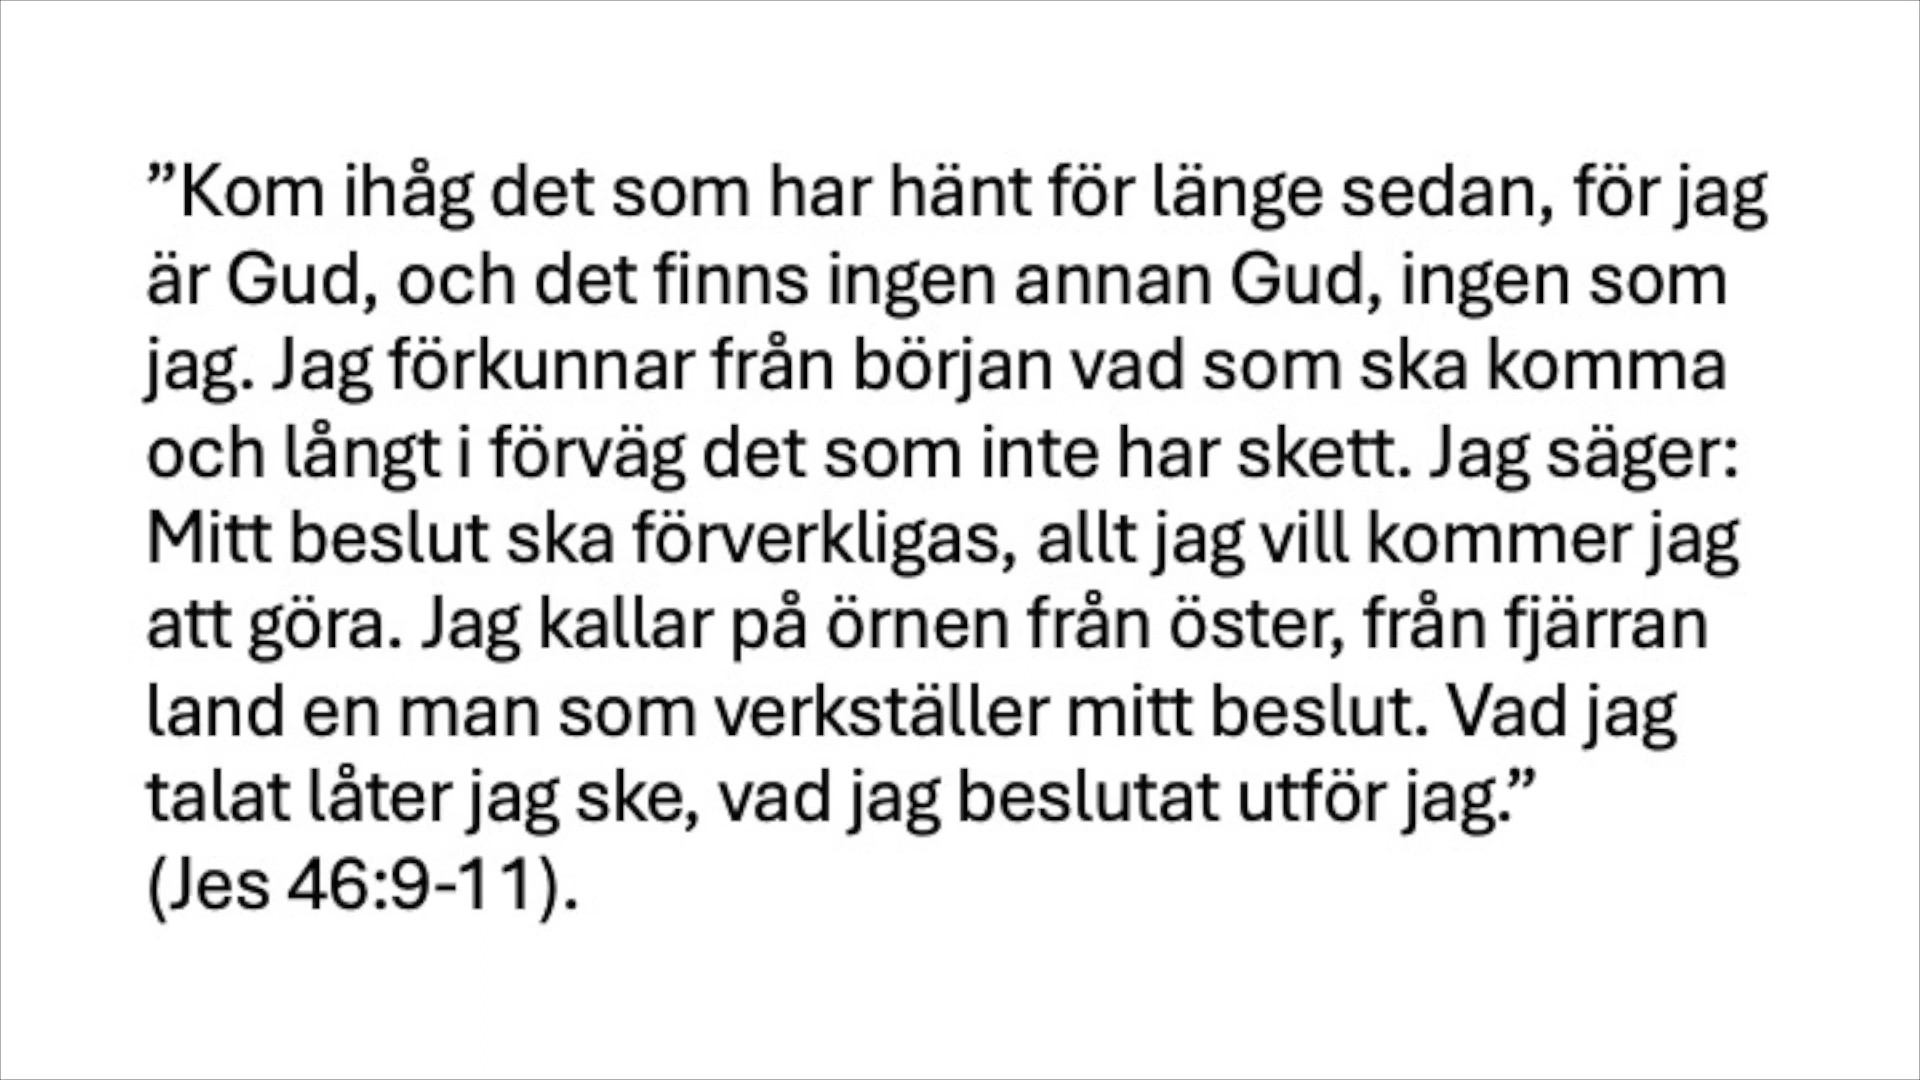 ”Kom ihåg det som har hänt för länge sedan, för jag
är Gud, och det finns ingen annan Gud, ingen som
jag. Jag förkunnar från början vad som ska komma
och långt i förväg det som inte har skett. Jag säger:
Mitt beslut ska förverkligas, allt jag vill kommer jag
att göra. Jag kallar på örnen från öster, från fjärran
land en man som verkställer mitt beslut. Vad jag
talat låter jag ske, vad jag beslutat utför jag.”
(Jes 46:9-11).